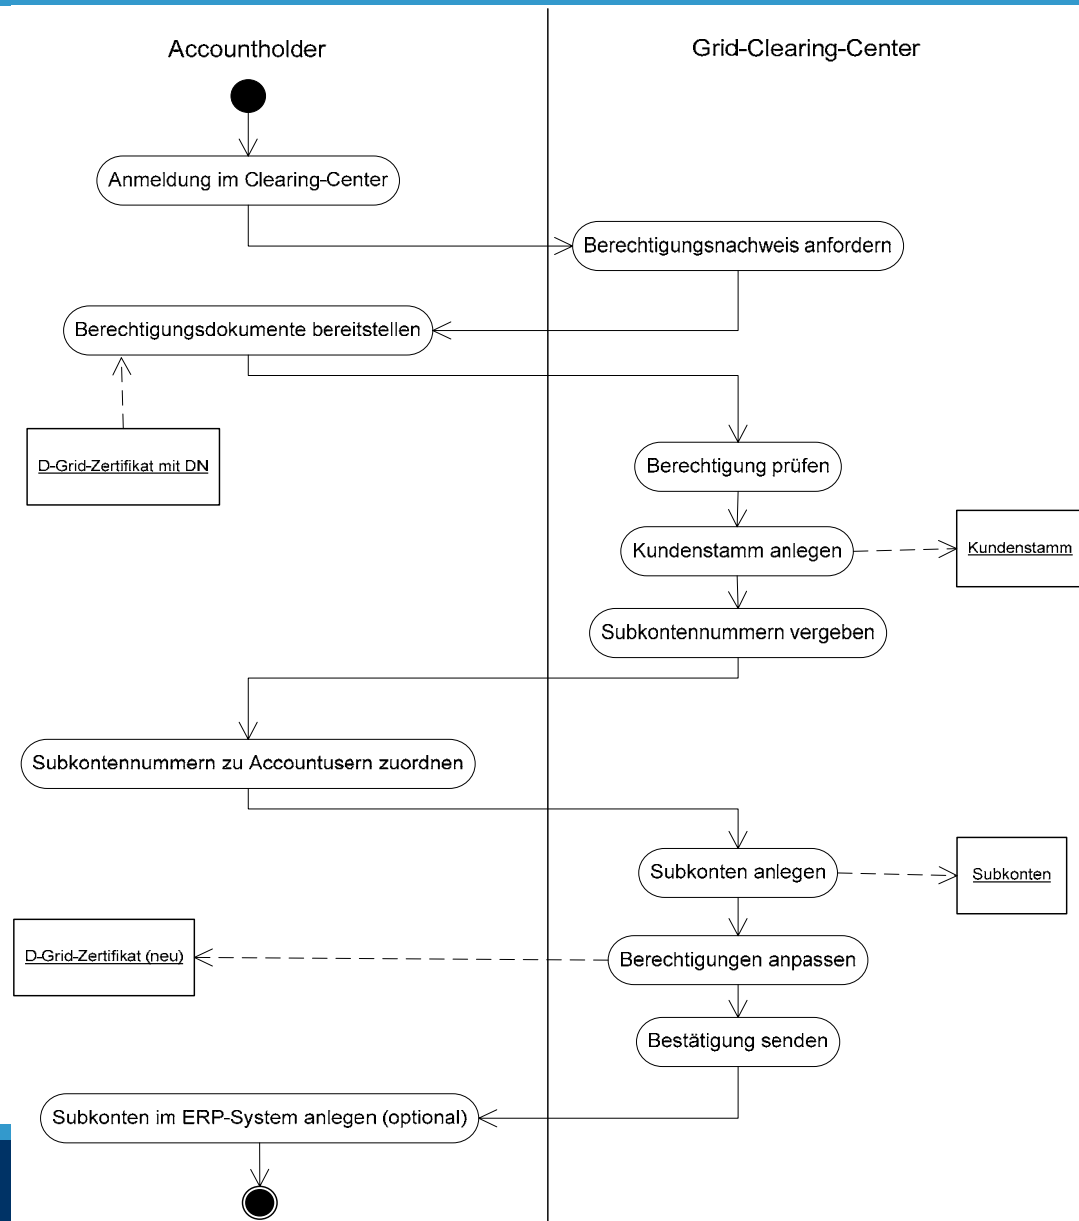 Accountholder
Grid-Clearing-Center
Anmeldung im Clearing-Center
Berechtigungsnachweis anfordern
Berechtigungsdokumente bereitstellen
D-Grid-Zertifikat mit DN
Berechtigung prüfen
Kundenstamm anlegen
Kundenstamm
Subkontennummern vergeben
Subkontennummern zu Accountusern zuordnen
Subkonten anlegen
Subkonten
D-Grid-Zertifikat (neu)
Berechtigungen anpassen
Bestätigung senden
Subkonten im ERP-System anlegen (optional)